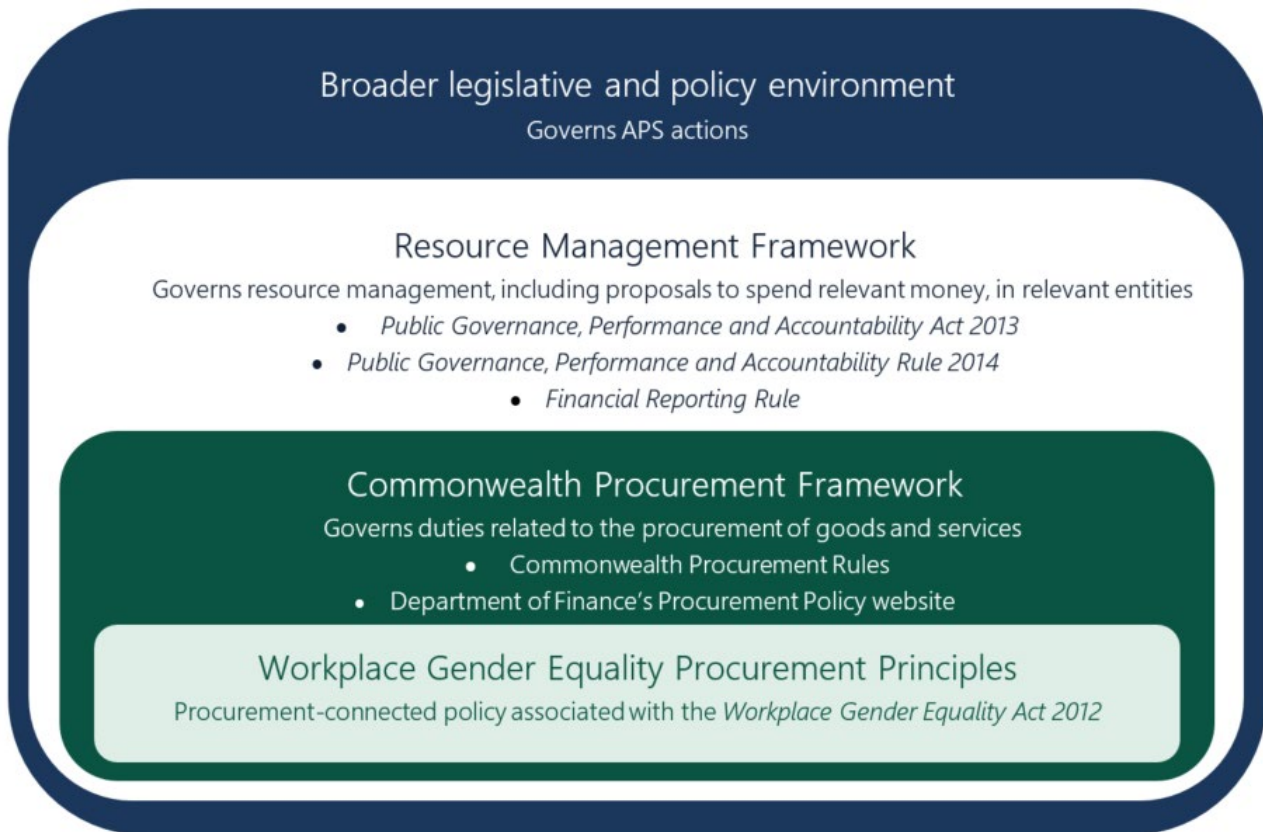 Broader legislative and policy environment
Governs APS actions
Resource Management Framework
Governs resource management, including proposals to spend relevant money, in relevant entities
• Public Governance, Performance and Accountability Act 2013
• Public Governance, Performance and Accountability Rule 2014
• Financial Reporting Rule
Commonwealth Procurement Framework
Governs duties related to the procurement of goods and services
• Commonwealth Procurement Rules
• Department of Finance’s Procurement Policy website
Workplace Gender Equality Procurement Principles
Procurement-connected policy associated with the Workplace Gender Equality Act 2012